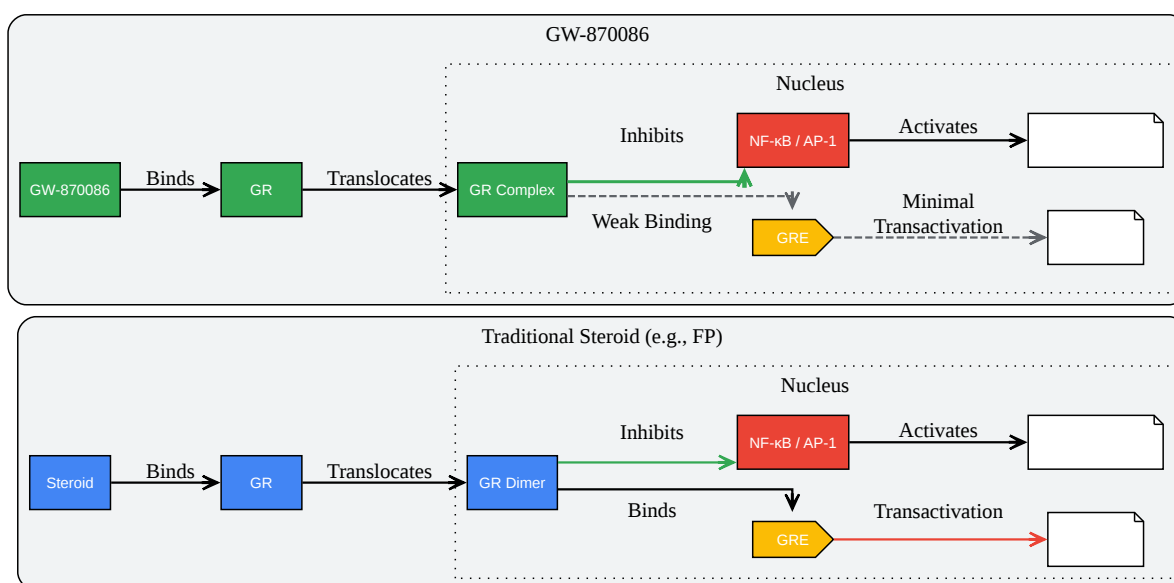 GW-870086
Nucleus
Inhibits
NF-κB / AP-1
Activates
GW-870086
Binds
GR
Translocates
GR Complex
Weak Binding
GRE
Minimal
Transactivation
Traditional Steroid (e.g., FP)
Nucleus
Inhibits
NF-κB / AP-1
Activates
Steroid
Binds
GR
Translocates
GR Dimer
Binds
GRE
Transactivation